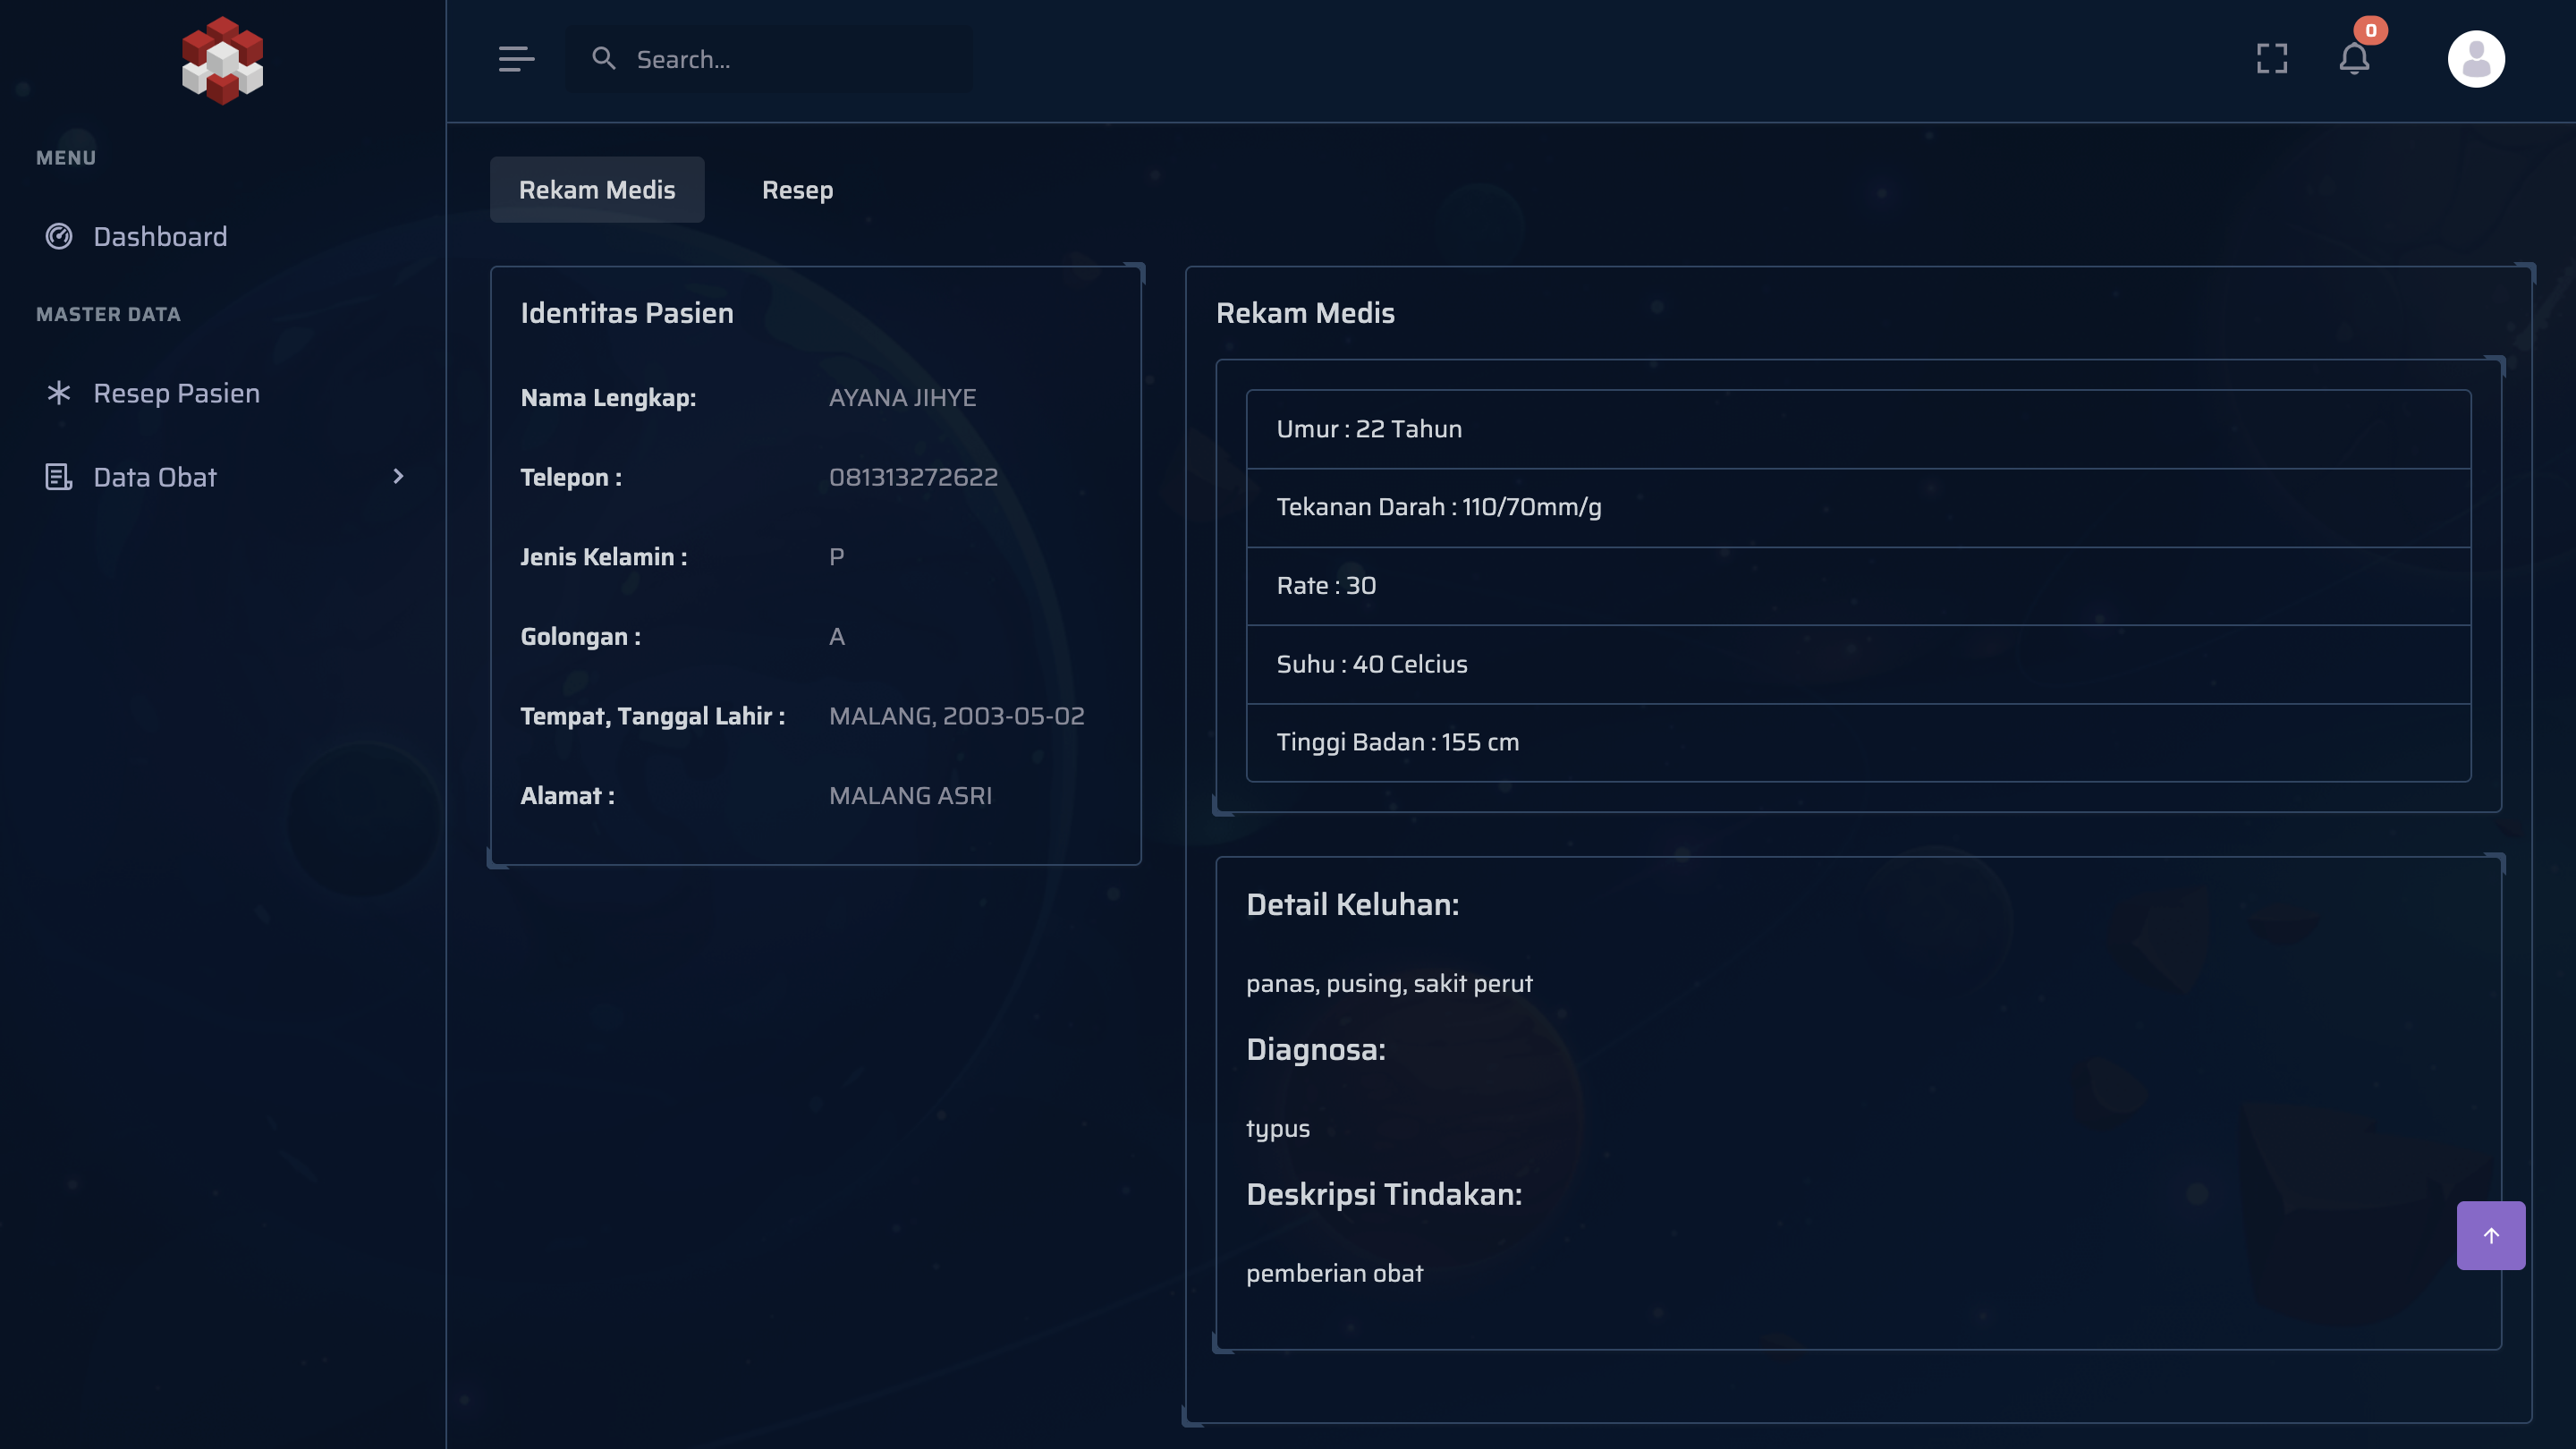 Search...
0
MENU
Dashboard
MASTER DATA
Resep Pasien
Data Obat
Rekam Medis
Resep
Identitas Pasien
Nama Lengkap: AYANA JIHYE
Telepon : 081313272622
Jenis Kelamin : P
Golongan : A
Tempat, Tanggal Lahir : MALANG, 2003-05-02
Alamat : MALANG ASRI
Rekam Medis
Umur : 22 Tahun
Tekanan Darah : 110/70mm/g
Rate : 30
Suhu : 40 Celcius
Tinggi Badan : 155 cm
Detail Keluhan:
panas, pusing, sakit perut
Diagnosa:
typus
Deskripsi Tindakan:
pemberian obat